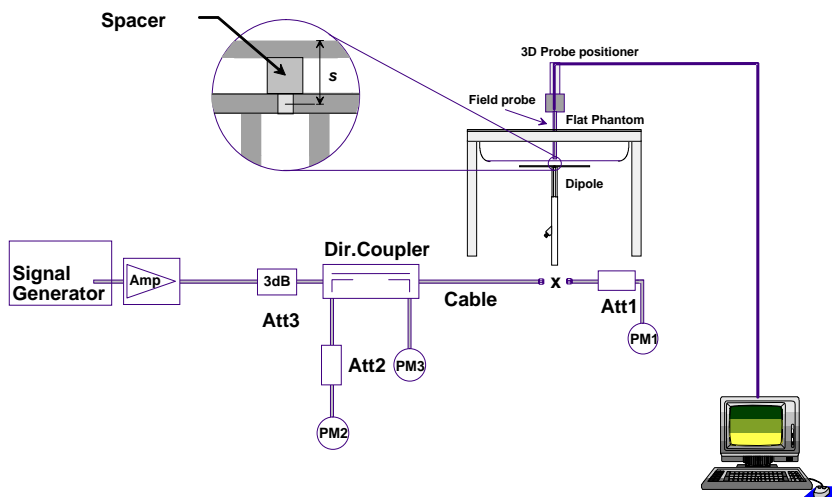 Spacer
s
3D Probe positioner
Field probe
Flat Phantom
Dipole
Signal
Generator
Amp
3dB
Att3
Dir.Coupler
Att2
PM3
PM2
Cable
x
Att1
PM1